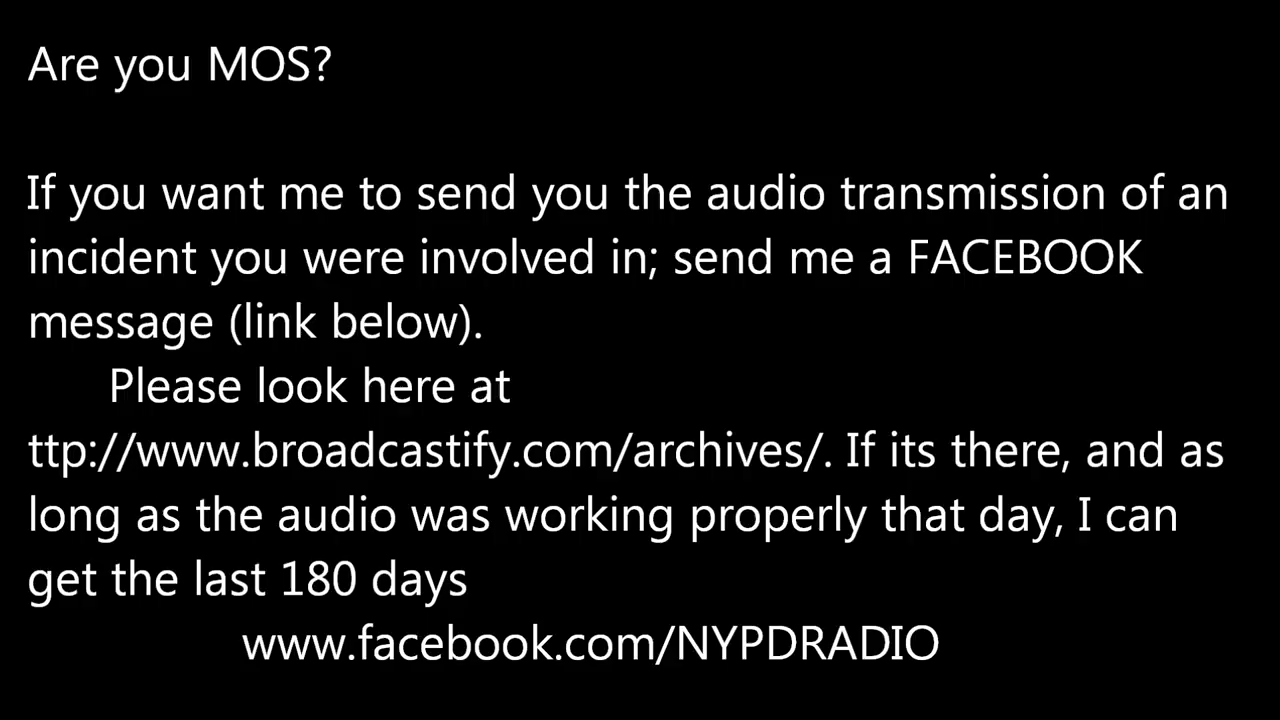 Are you MOS?
If you want me to send you the audio transmission of an
incident you were involved in; send me a FACEBOOK
message (link below).
Please look here at
ttp://www.broadcastify.com/archives/. If its there, and as
long as the audio was working properly that day, I can
get the last 180 days
www.facebook.com/NYPDRADIO